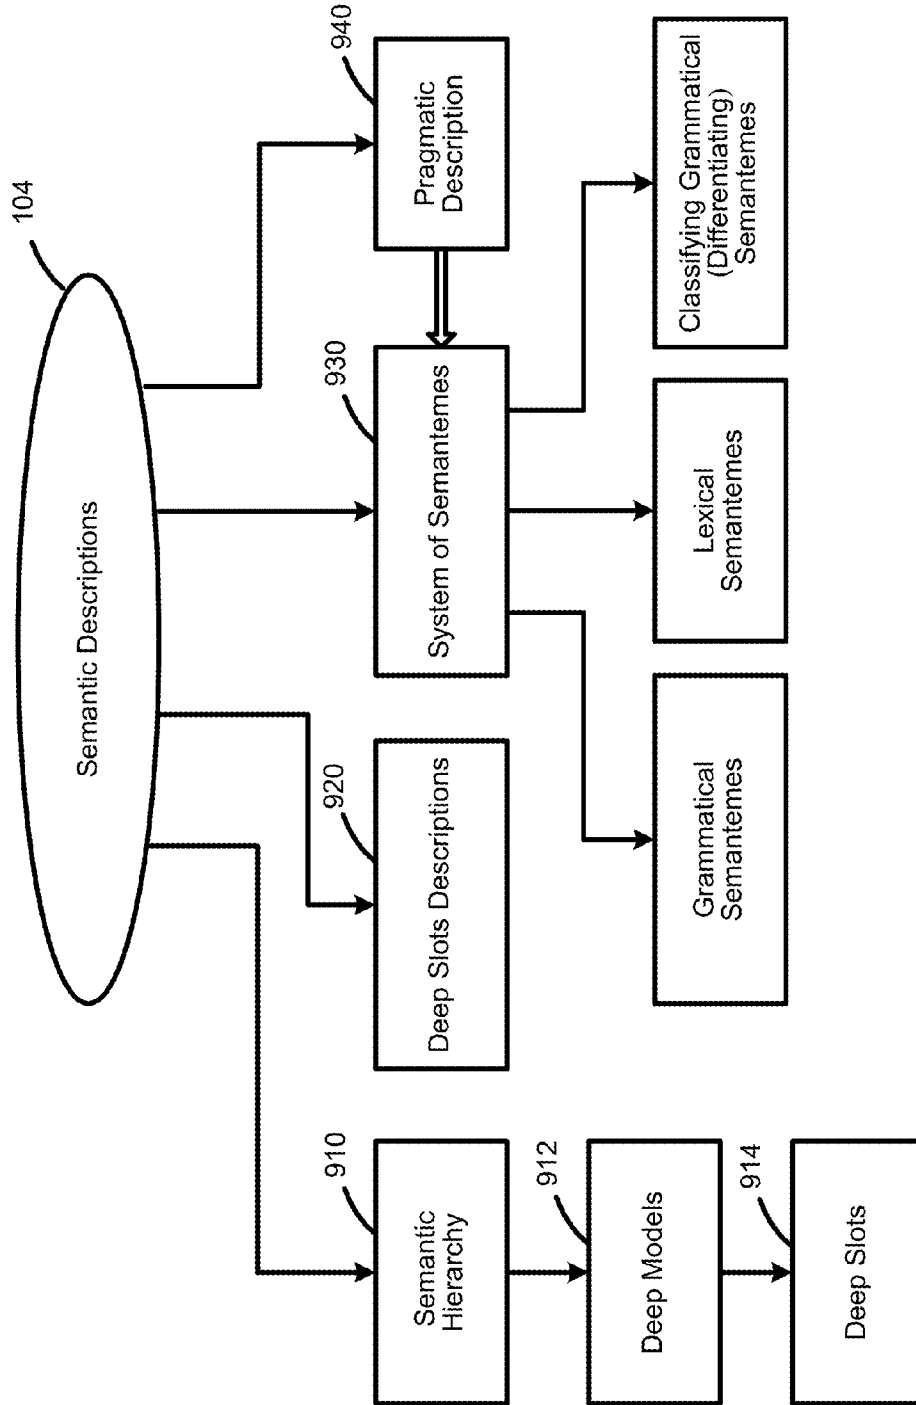 104
Semantic Descriptions
910
Semantic
Hierarchy
920
Deep Slots Descriptions
930
System of Semantemes
940
Pragmatic
Description
912
Deep Models
914
Deep Slots
Grammatical
Semantemes
Lexical
Semantemes
Classifying Grammatical
(Differentiating)
Semantemes